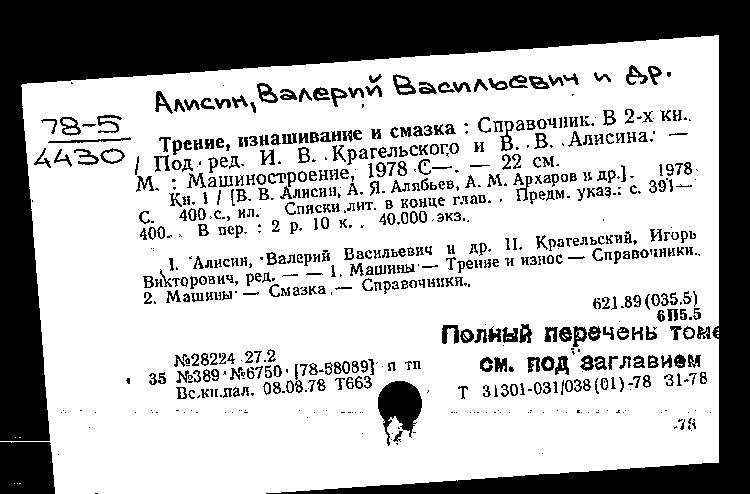 Алисин, Валерий Васильевич и др.
78-5
4430
Трение, изнашивание и смазка : Справочник. В 2-х кн.
/ Под ред. И. В. Крагельского и В. В. Алисина. —
М. : Машиностроение, 1978 С—. — 22 см.
Кн. 1 / [В. В. Алисин, А. Я. Алябьев, А. М. Архаров и др.]. 1978
С. 400 с., ил. Списки лит. в конце глав. . Предм. указ.: с. 391—
400.. В пер. : 2 р. 10 к. . 40.000 экз..
I. Алисин, Валерий Васильевич и др. II. Крагельский, Игорь
Викторович, ред. — — 1. Машины — Трение и износ — Справочники..
2. Машины — Смазка — Справочники..
621.89(035.5)
6П5.5
Полный перечень томо
см. под заглавием
№28224 27.2
35 №389 №6750 [78-58089] п тп
Вс.кн.пал. 08.08.78 Т663
Т 31301-031/038(01)-78 31-78
-78